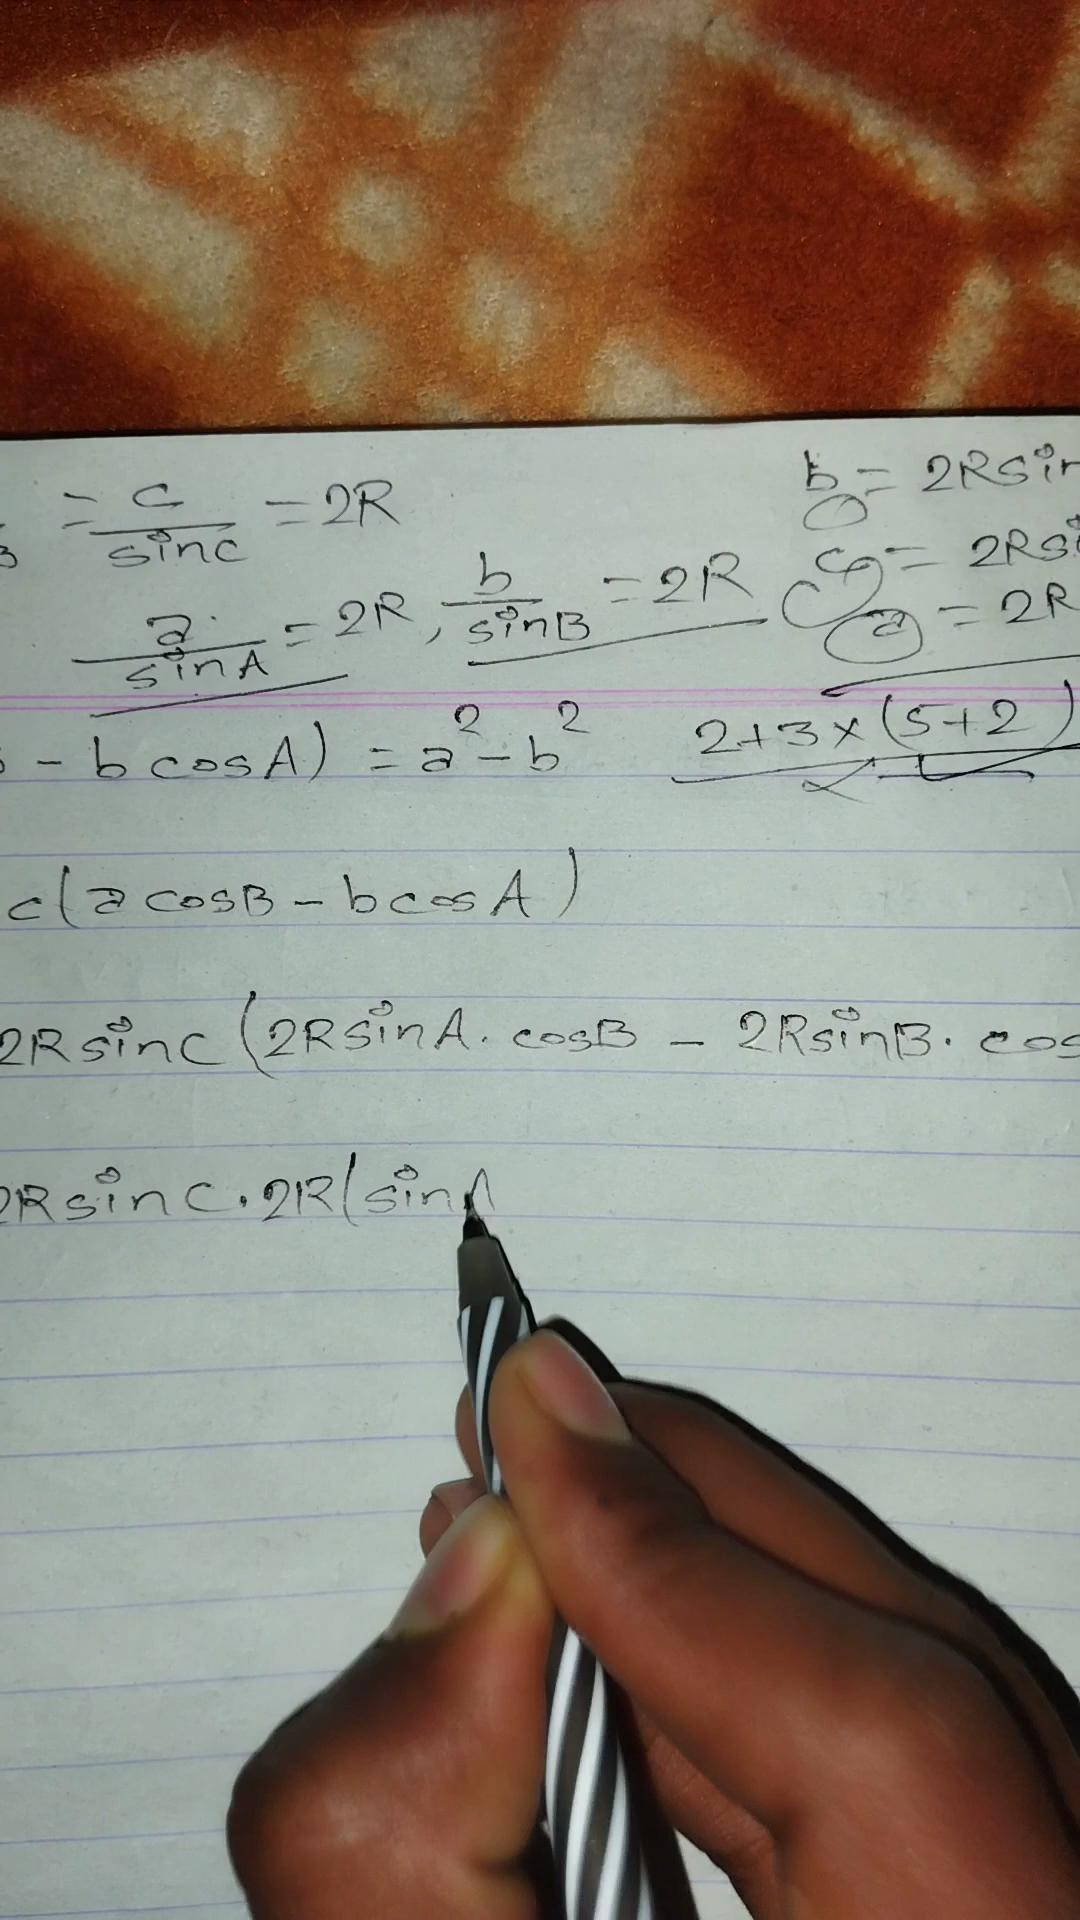 = c/sinC = 2R
b = 2Rsin
c = 2Rsi
a/sinA = 2R, b/sinB = 2R
a = 2R
- b cosA) = a² - b²
2+3×(5+2)
c(a cosB - b cosA)
2RsinC(2RsinA. cosB - 2RsinB. cos
2RsinC.2R(sinA